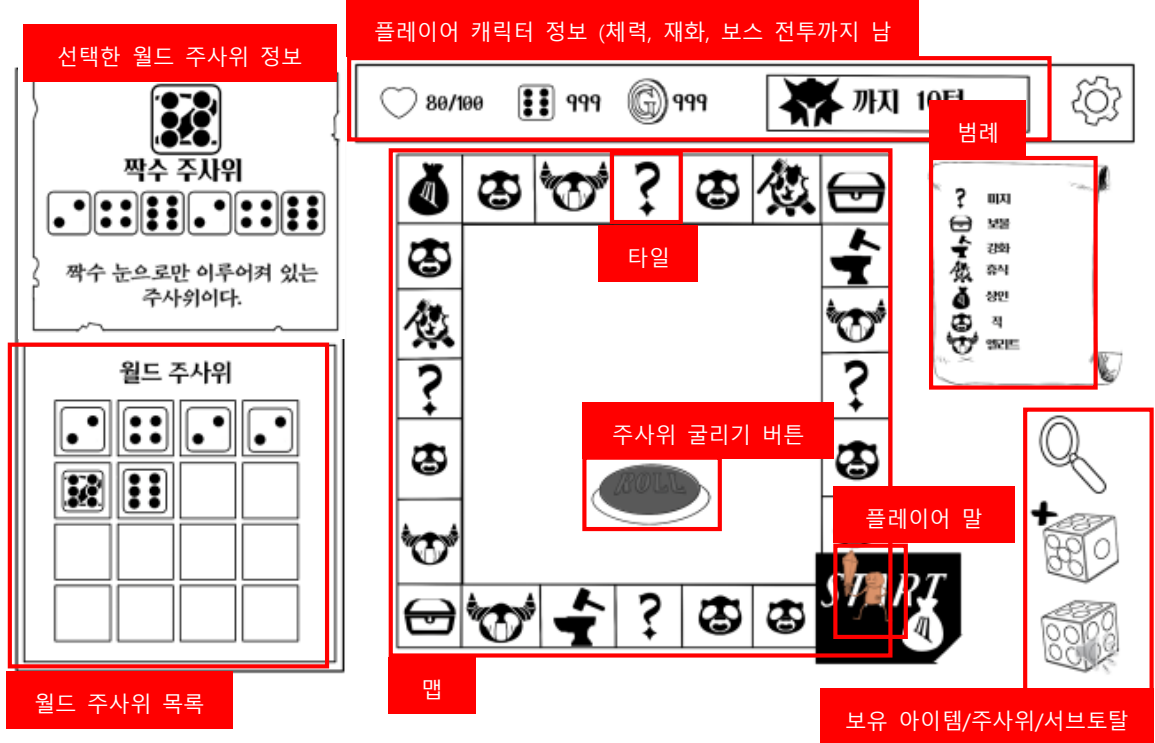 플레이어 캐릭터 정보 (체력, 재화, 보스 전투까지 남
선택한 월드 주사위 정보
80/100
999
999
까지 10턴
범례
짝수 주사위
짝수 눈으로만 이루어져 있는
주사위이다.
타일
미지
보물
강화
휴식
상인
적
엘리트
월드 주사위
주사위 굴리기 버튼
ROLL
플레이어 말
START
맵
월드 주사위 목록
보유 아이템/주사위/서브토탈